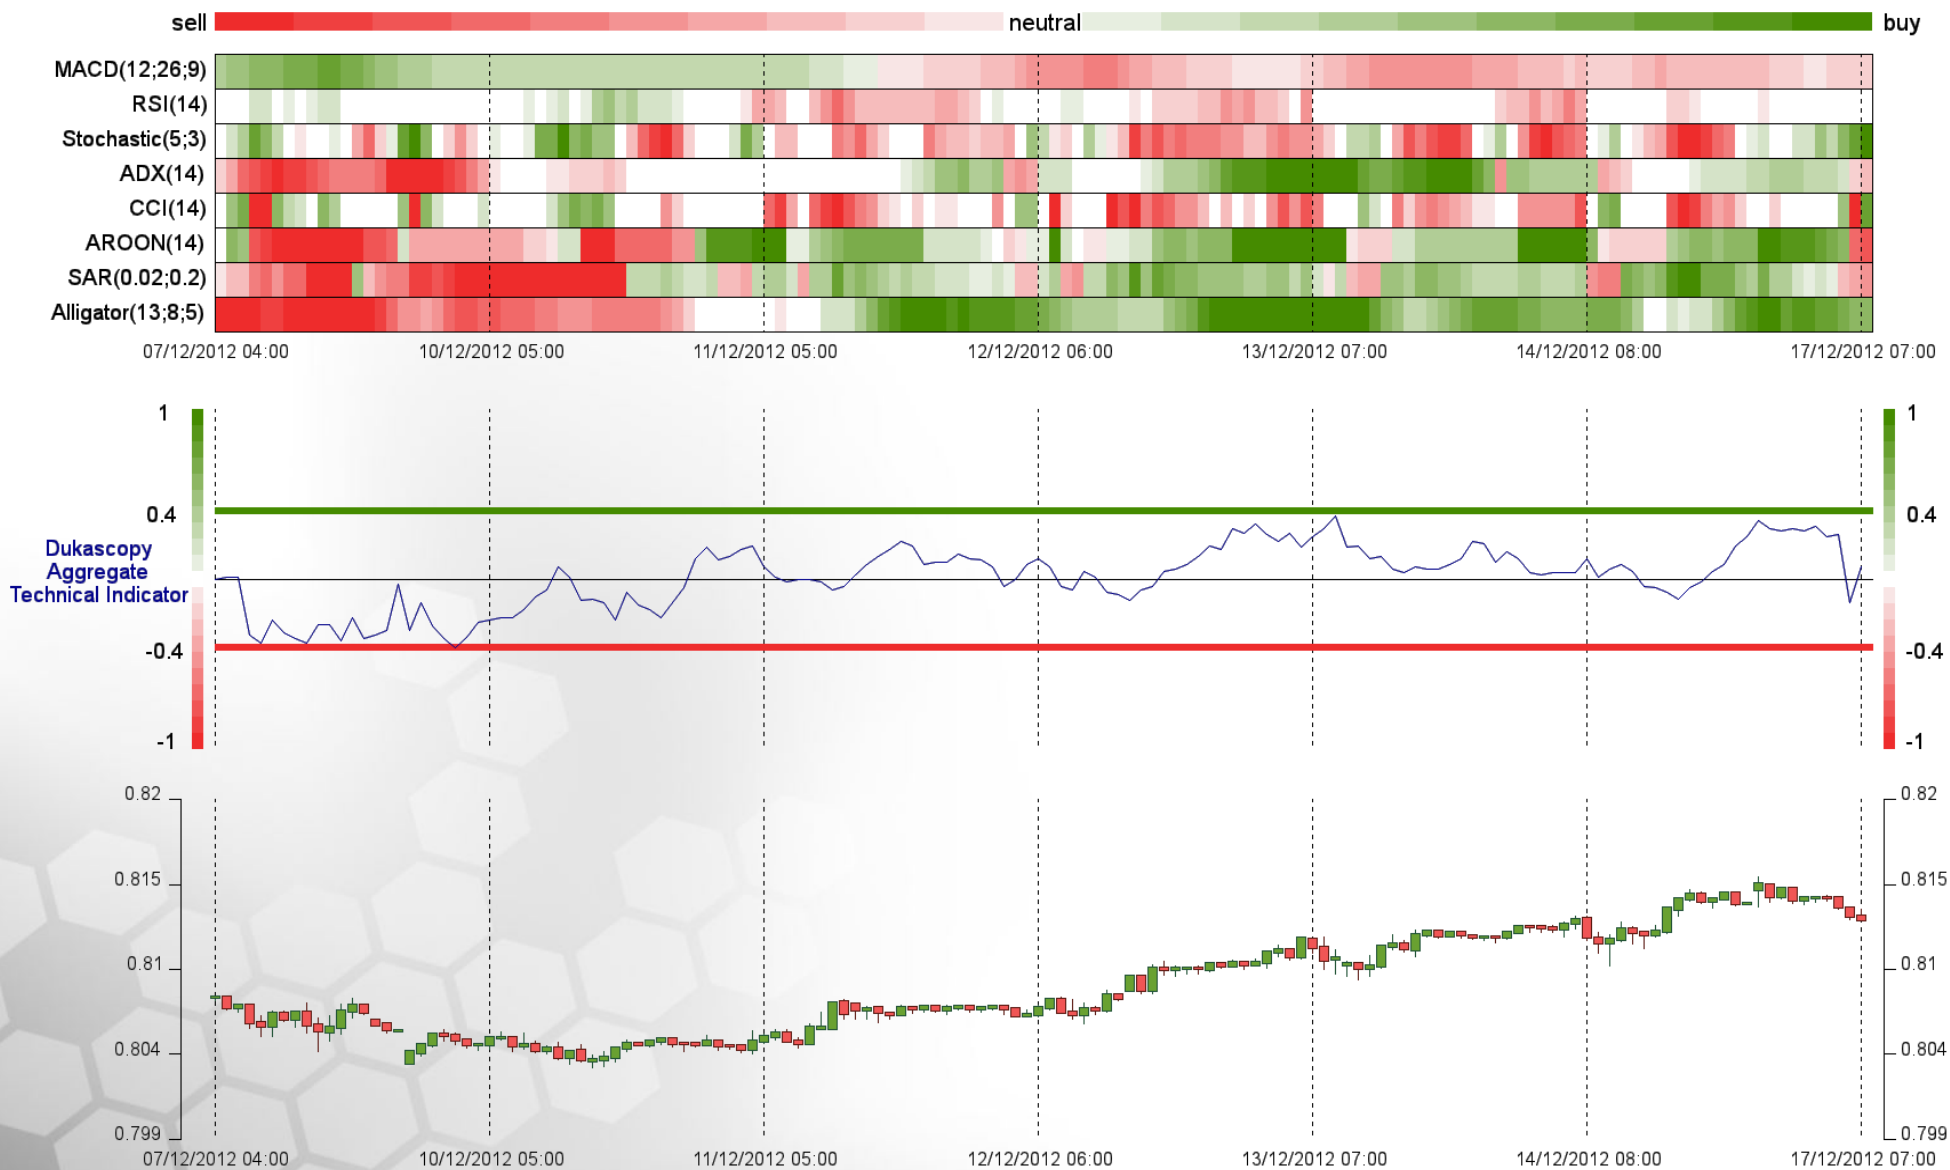 sell neutral buy
MACD(12;26;9)
RSI(14)
Stochastic(5;3)
ADX(14)
CCI(14)
AROON(14)
SAR(0.02;0.2)
Alligator(13;8;5)
07/12/2012 04:00 10/12/2012 05:00 11/12/2012 05:00 12/12/2012 06:00 13/12/2012 07:00 14/12/2012 08:00 17/12/2012 07:00
1 1
0.4 0.4
Dukascopy
Aggregate
Technical Indicator
-0.4 -0.4
-1 -1
0.82 0.82
0.815 0.815
0.81 0.81
0.804 0.804
0.799 0.799
07/12/2012 04:00 10/12/2012 05:00 11/12/2012 05:00 12/12/2012 06:00 13/12/2012 07:00 14/12/2012 08:00 17/12/2012 07:00